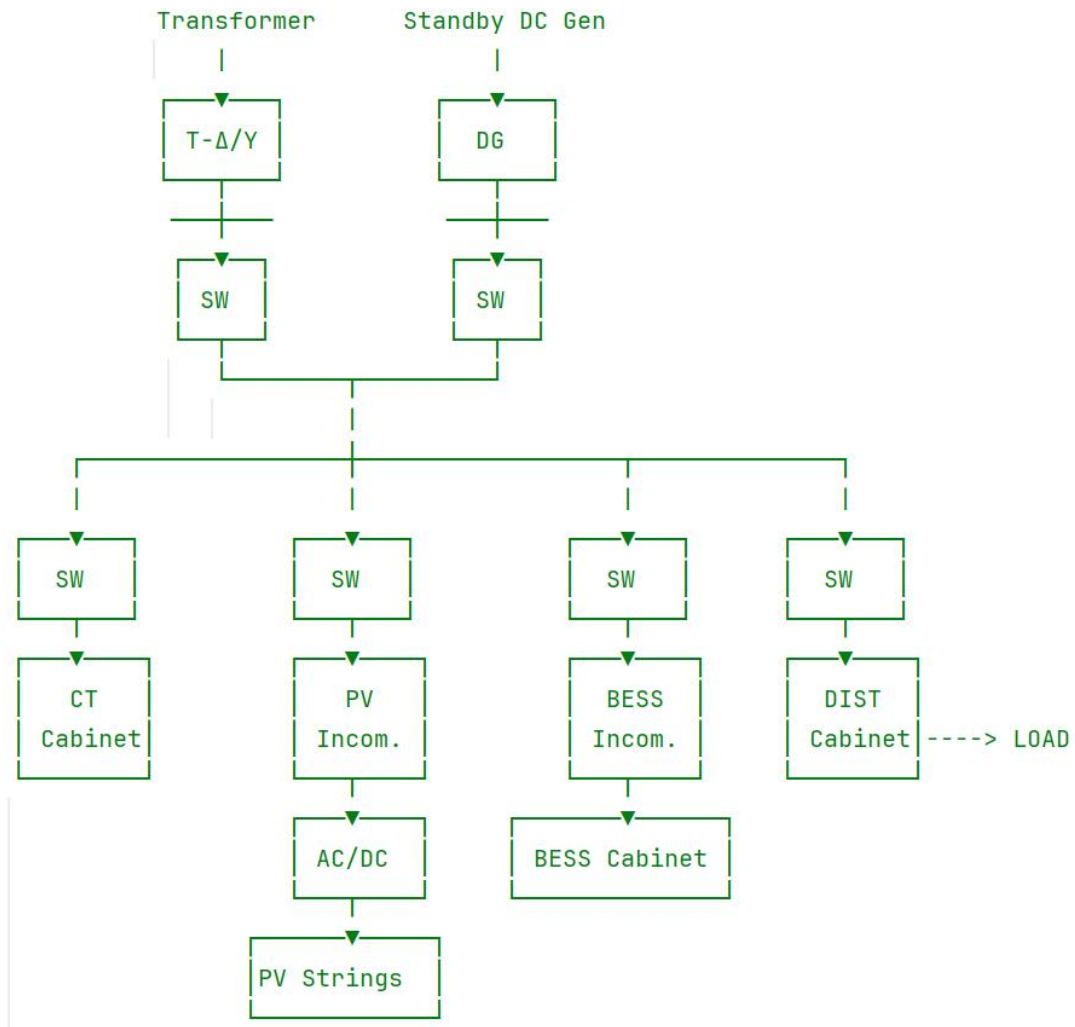 Transformer Standby DC Gen
T-Δ/Y DG
SW SW
SW SW SW SW
CT PV BESS DIST
Cabinet Incom. Incom. Cabinet ----> LOAD
AC/DC BESS Cabinet
PV Strings